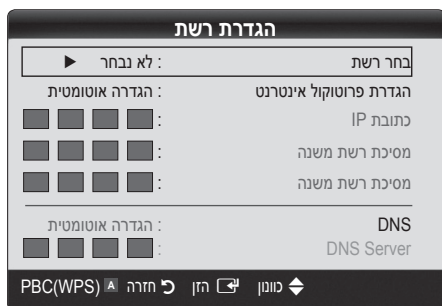 הגדרת רשת
בחר רשת : לא נבחר ▶
הגדרת פרוטוקול אינטרנט : הגדרה אוטומטית
כתובת IP :
מסיכת רשת משנה :
מסיכת רשת משנה :
DNS : הגדרה אוטומטית
DNS Server :
כוונון הזן חזרה A PBC(WPS)